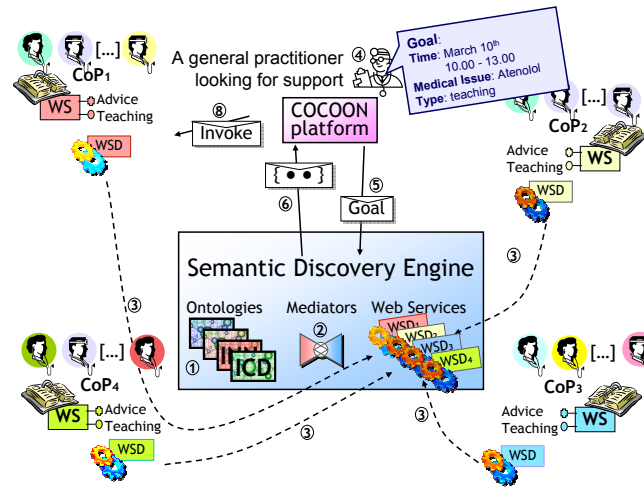 [...]
CoP1
WS
Advice
Teaching
WSD
A general practitioner
looking for support
④
Goal:
Time: March 10th
10.00 - 13.00
Medical Issue: Atenolol
Type: teaching
[...]
CoP2
Advice
Teaching
WS
WSD
⑧
Invoke
COCOON
platform
{ }
⑥
⑤
Goal
③
③
Semantic Discovery Engine
Ontologies
Mediators
Web Services
①
ICD
②
WSD1
WSD2
WSD3
WSD4
[...]
CoP4
WS
Advice
Teaching
WSD
③
③
[...]
CoP3
Advice
Teaching
WS
WSD